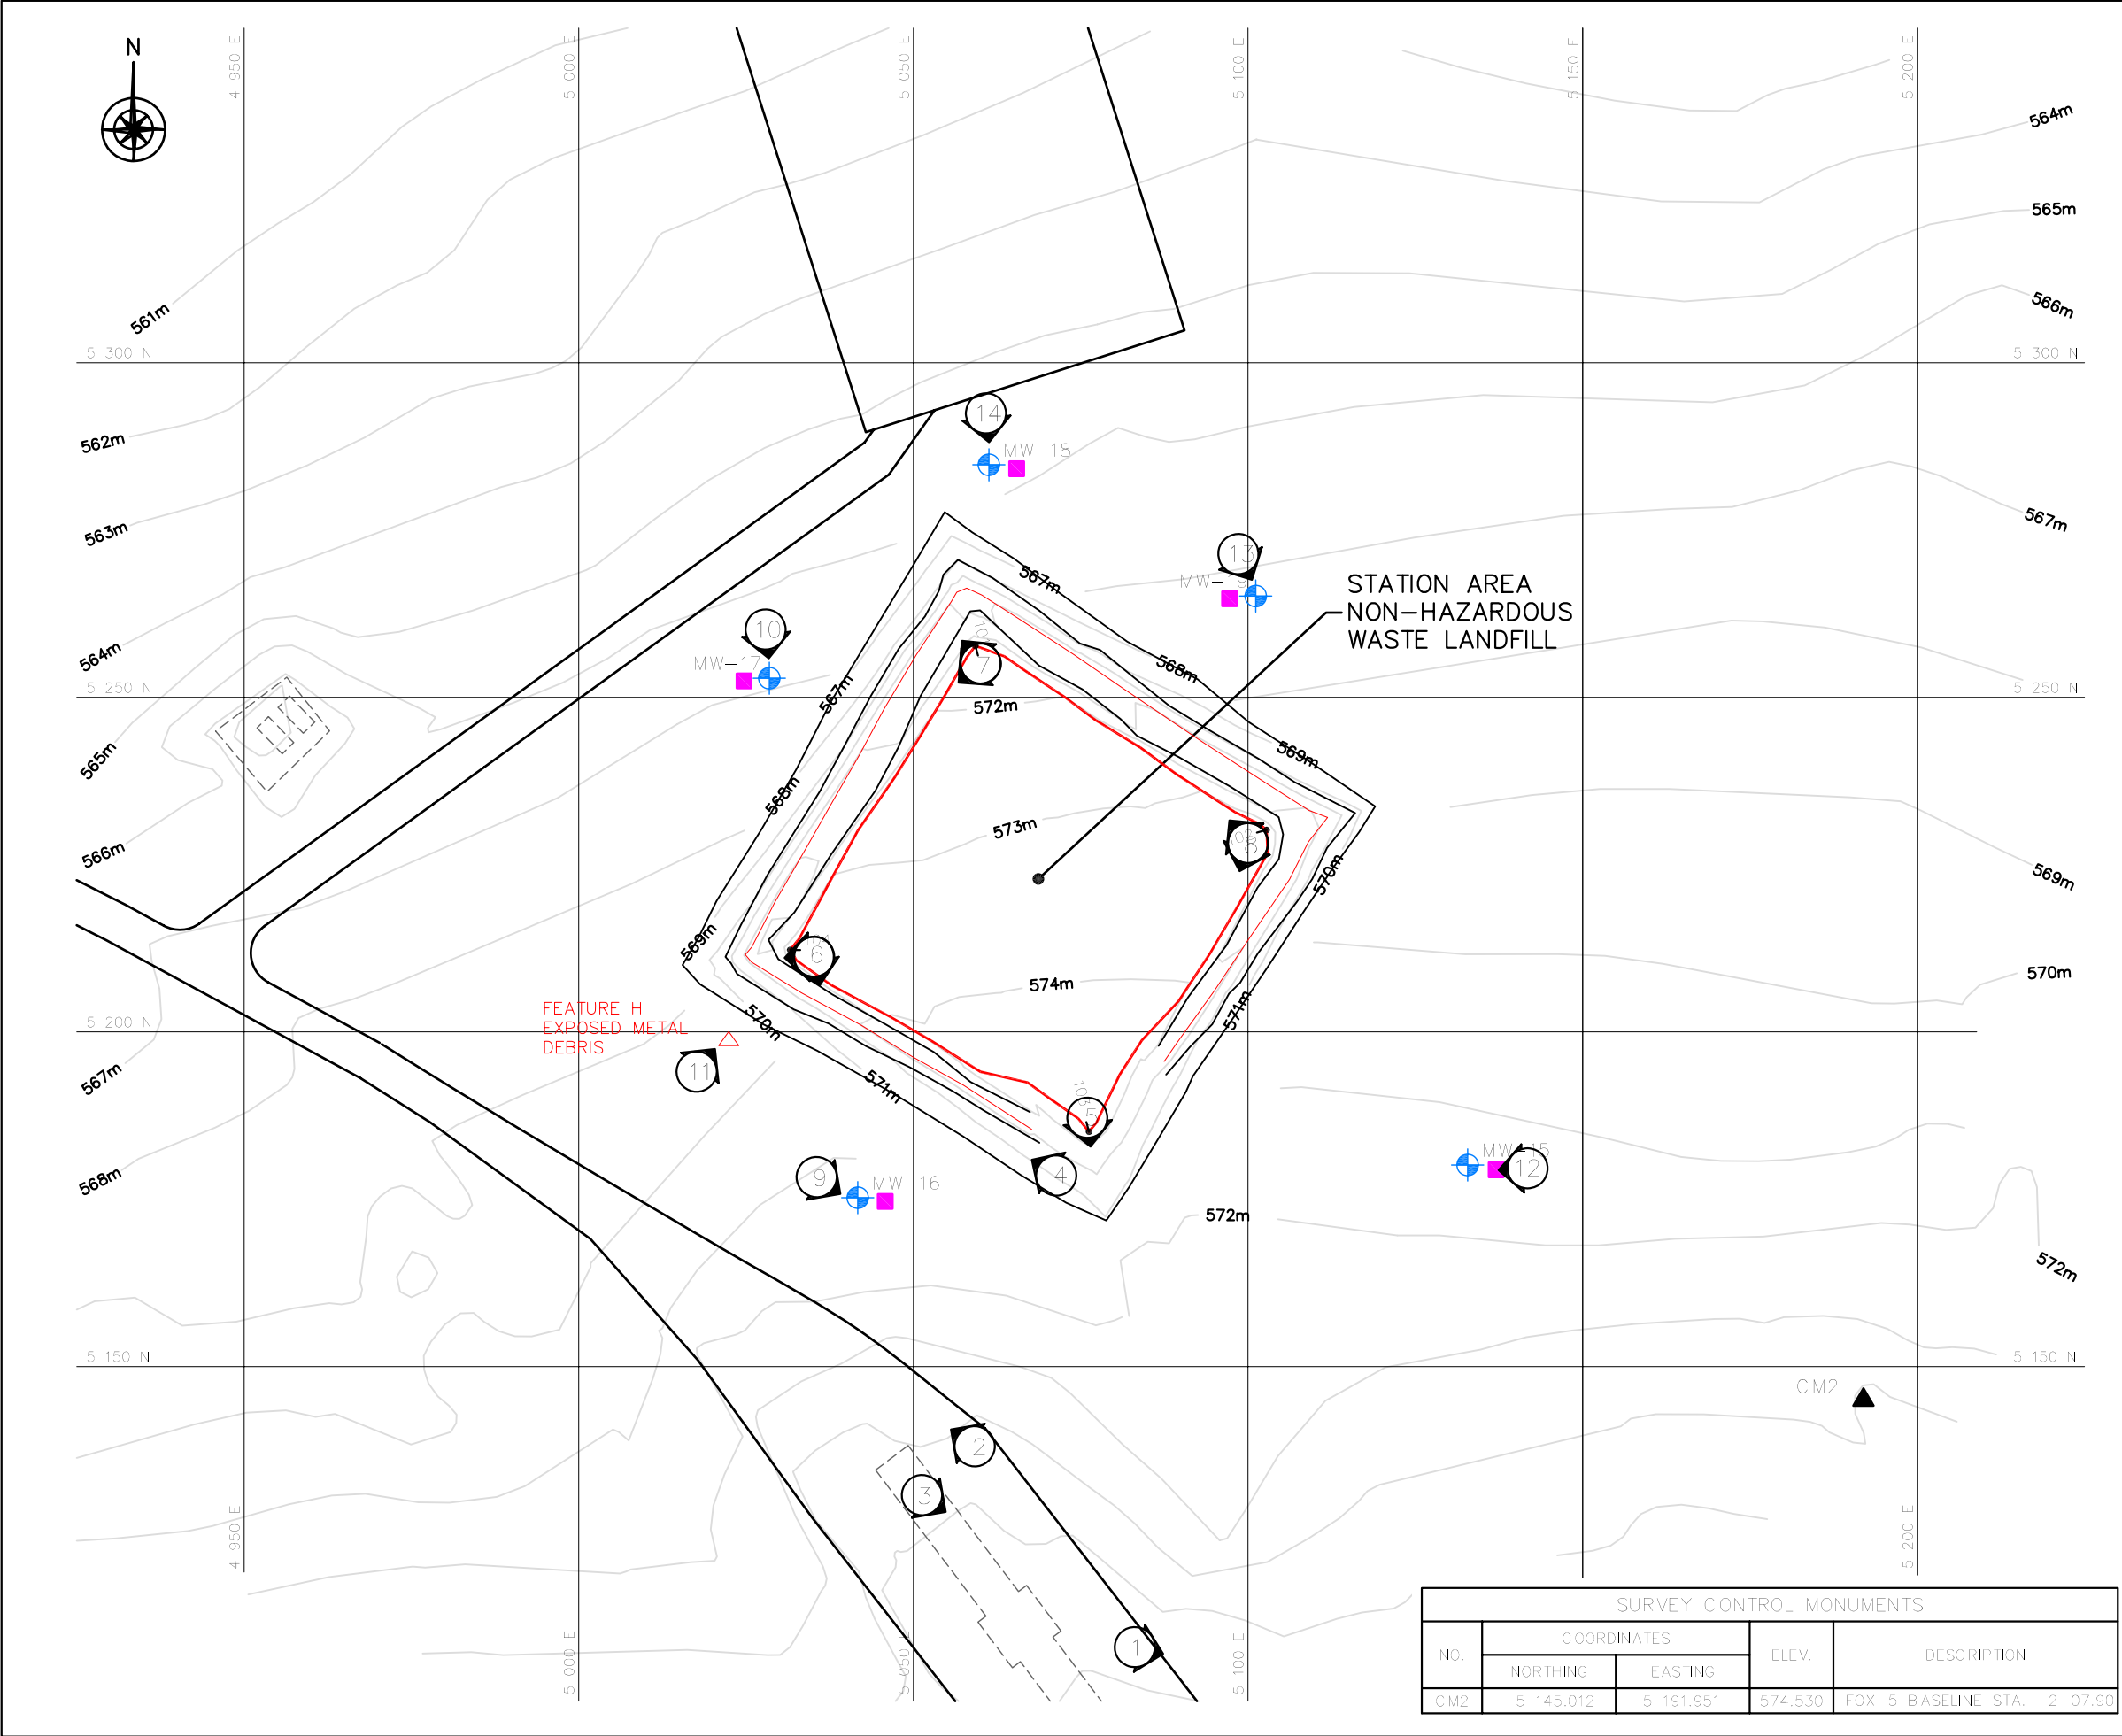 N
4 950 E
5 000 E
5 050 E
5 100 E
5 150 E
5 200 E
564m
565m
566m
561m
5 300 N
5 300 N
562m
14
MW-18
563m
567m
13
567m
MW-19
STATION AREA
NON-HAZARDOUS
WASTE LANDFILL
10
564m
MW-17
7
568m
567m
5 250 N
5 250 N
572m
565m
569m
568m
573m
8
566m
570m
569m
569m
6
574m
570m
FEATURE H
EXPOSED METAL
DEBRIS
5 200 N
570m
571m
11
567m
571m
5
568m
9
MW-16
4
MW-15
12
572m
572m
5 150 N
5 150 N
CM2
2
3
4 950 E
5 200 E
1
5 000 E
5 050 E
5 100 E
SURVEY CONTROL MONUMENTS
NO.
COORDINATES
NORTHING
EASTING
ELEV.
DESCRIPTION
CM2 5 145.012 5 191.951 574.530 FOX-5 BASELINE STA. -2+07.90